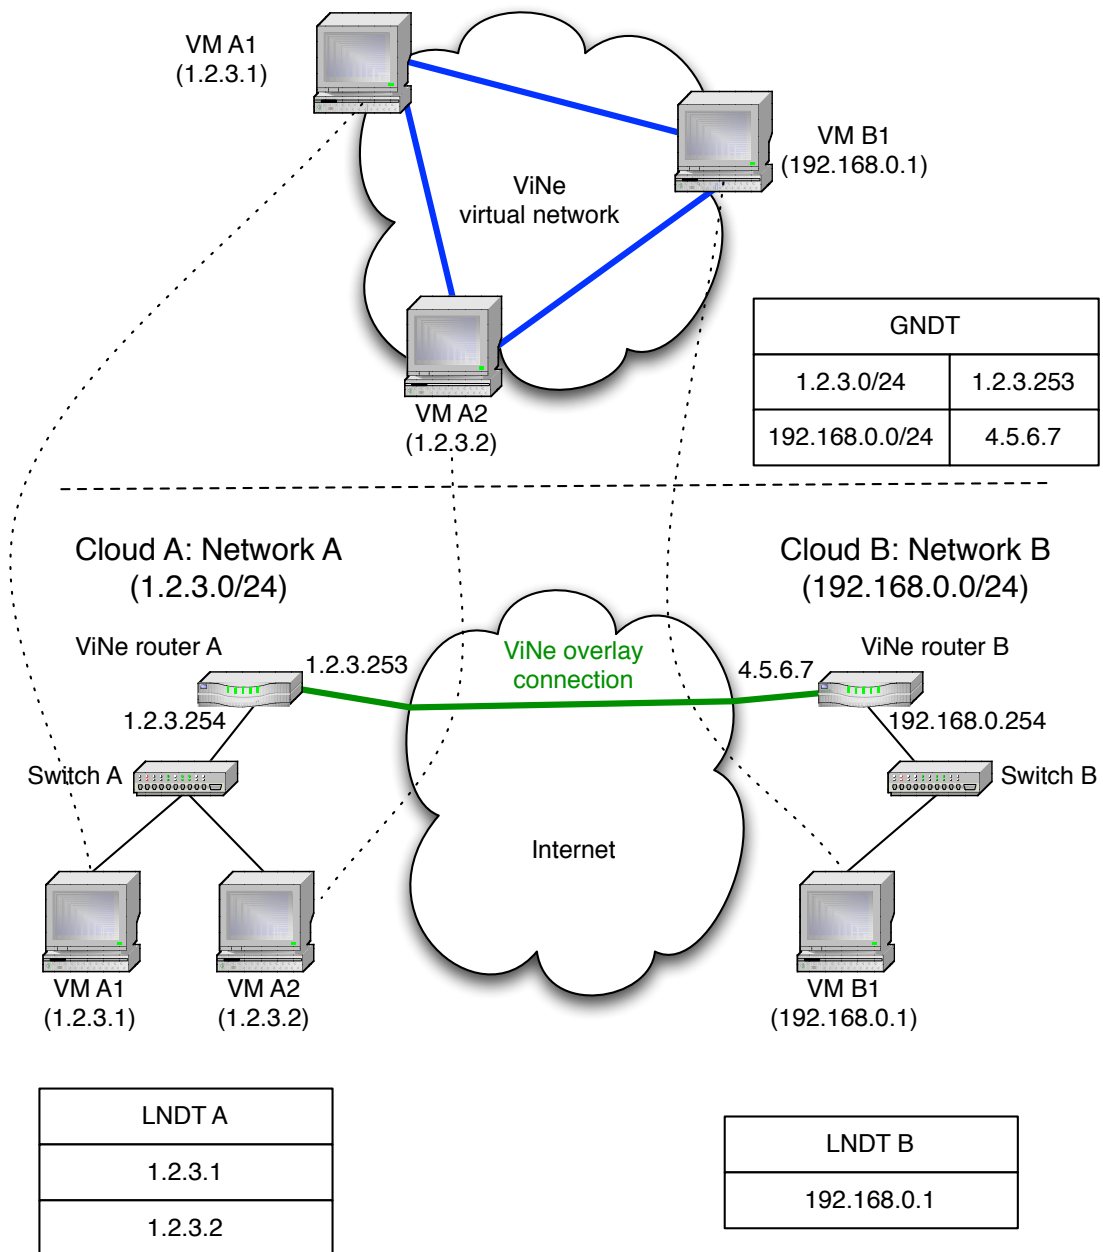 VM A1
(1.2.3.1)
VM B1
(192.168.0.1)
ViNe
virtual network
VM A2
(1.2.3.2)
GNDT
1.2.3.0/24 1.2.3.253
192.168.0.0/24 4.5.6.7
Cloud A: Network A
(1.2.3.0/24)
Cloud B: Network B
(192.168.0.0/24)
ViNe router A
1.2.3.253
ViNe overlay
connection
4.5.6.7
ViNe router B
1.2.3.254
192.168.0.254
Switch A
Switch B
Internet
VM A1
(1.2.3.1)
VM A2
(1.2.3.2)
VM B1
(192.168.0.1)
LNDT A
1.2.3.1
1.2.3.2
LNDT B
192.168.0.1